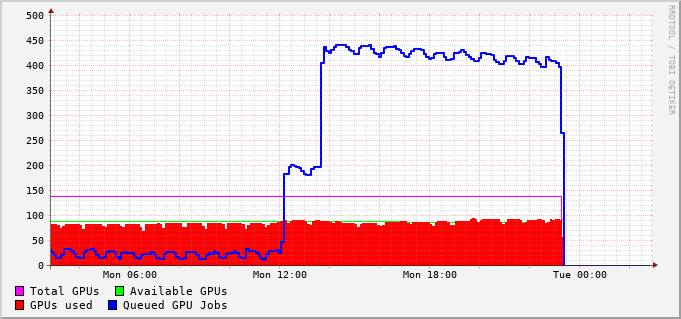 RRDTOOL / TOBI OETIKER
500
450
400
350
300
250
200
150
100
50
0
Mon 06:00 Mon 12:00 Mon 18:00 Tue 00:00
Total GPUs Available GPUs
GPUs used Queued GPU Jobs